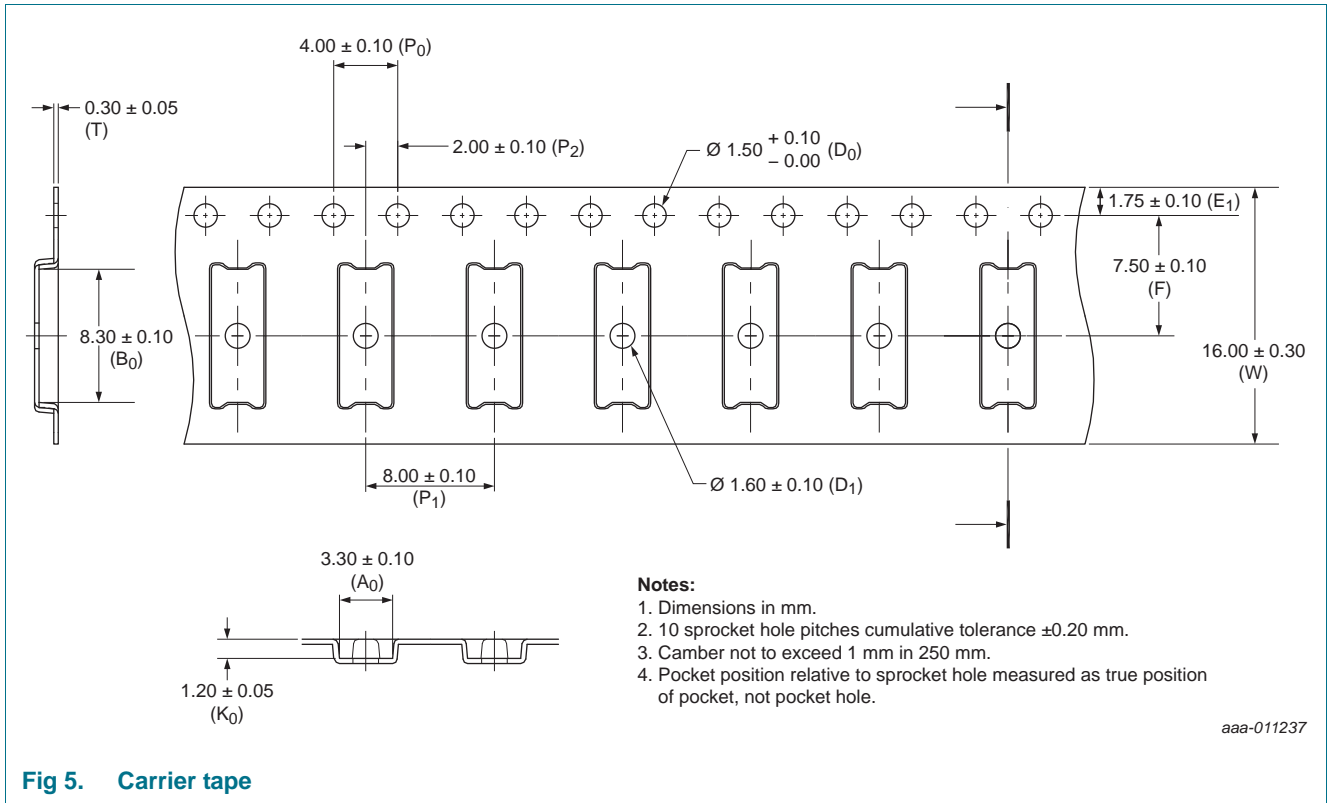 4.00 ± 0.10 (P0)
0.30 ± 0.05
(T)
2.00 ± 0.10 (P2)
Ø 1.50 + 0.10 (D0)
− 0.00
1.75 ± 0.10 (E1)
7.50 ± 0.10
(F)
8.30 ± 0.10
(B0)
16.00 ± 0.30
(W)
8.00 ± 0.10
(P1)
Ø 1.60 ± 0.10 (D1)
3.30 ± 0.10
(A0)
1.20 ± 0.05
(K0)
Notes:
1. Dimensions in mm.
2. 10 sprocket hole pitches cumulative tolerance ±0.20 mm.
3. Camber not to exceed 1 mm in 250 mm.
4. Pocket position relative to sprocket hole measured as true position
of pocket, not pocket hole.
aaa-011237
Fig 5. Carrier tape